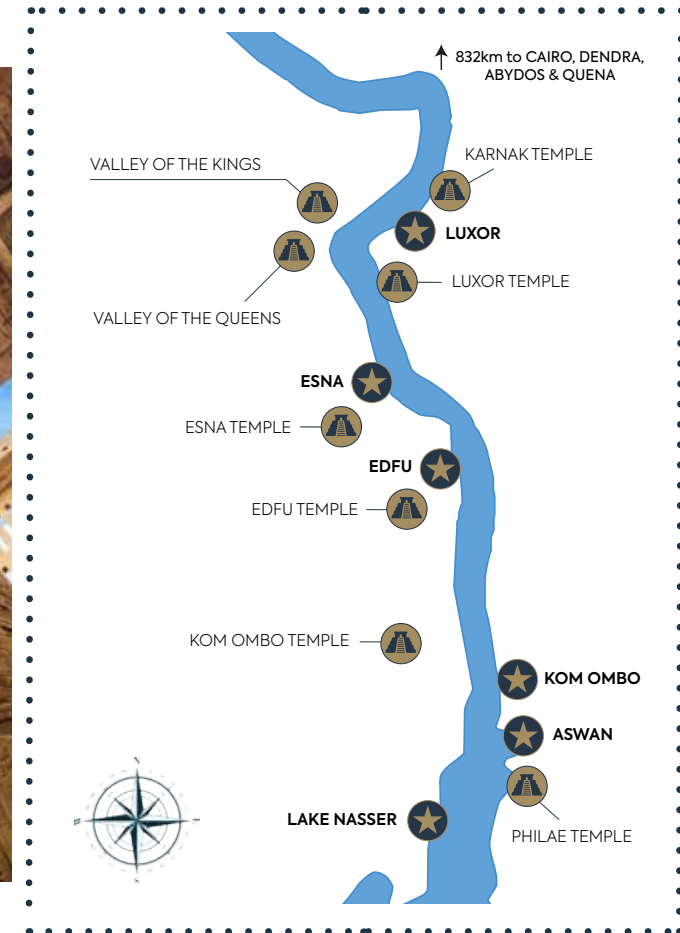 832km to CAIRO, DENDRA,
ABYDOS & QUENA
KARNAK TEMPLE
VALLEY OF THE KINGS
LUXOR
LUXOR TEMPLE
VALLEY OF THE QUEENS
ESNA
ESNA TEMPLE
EDFU
EDFU TEMPLE
KOM OMBO TEMPLE
KOM OMBO
ASWAN
LAKE NASSER
PHILAE TEMPLE
N